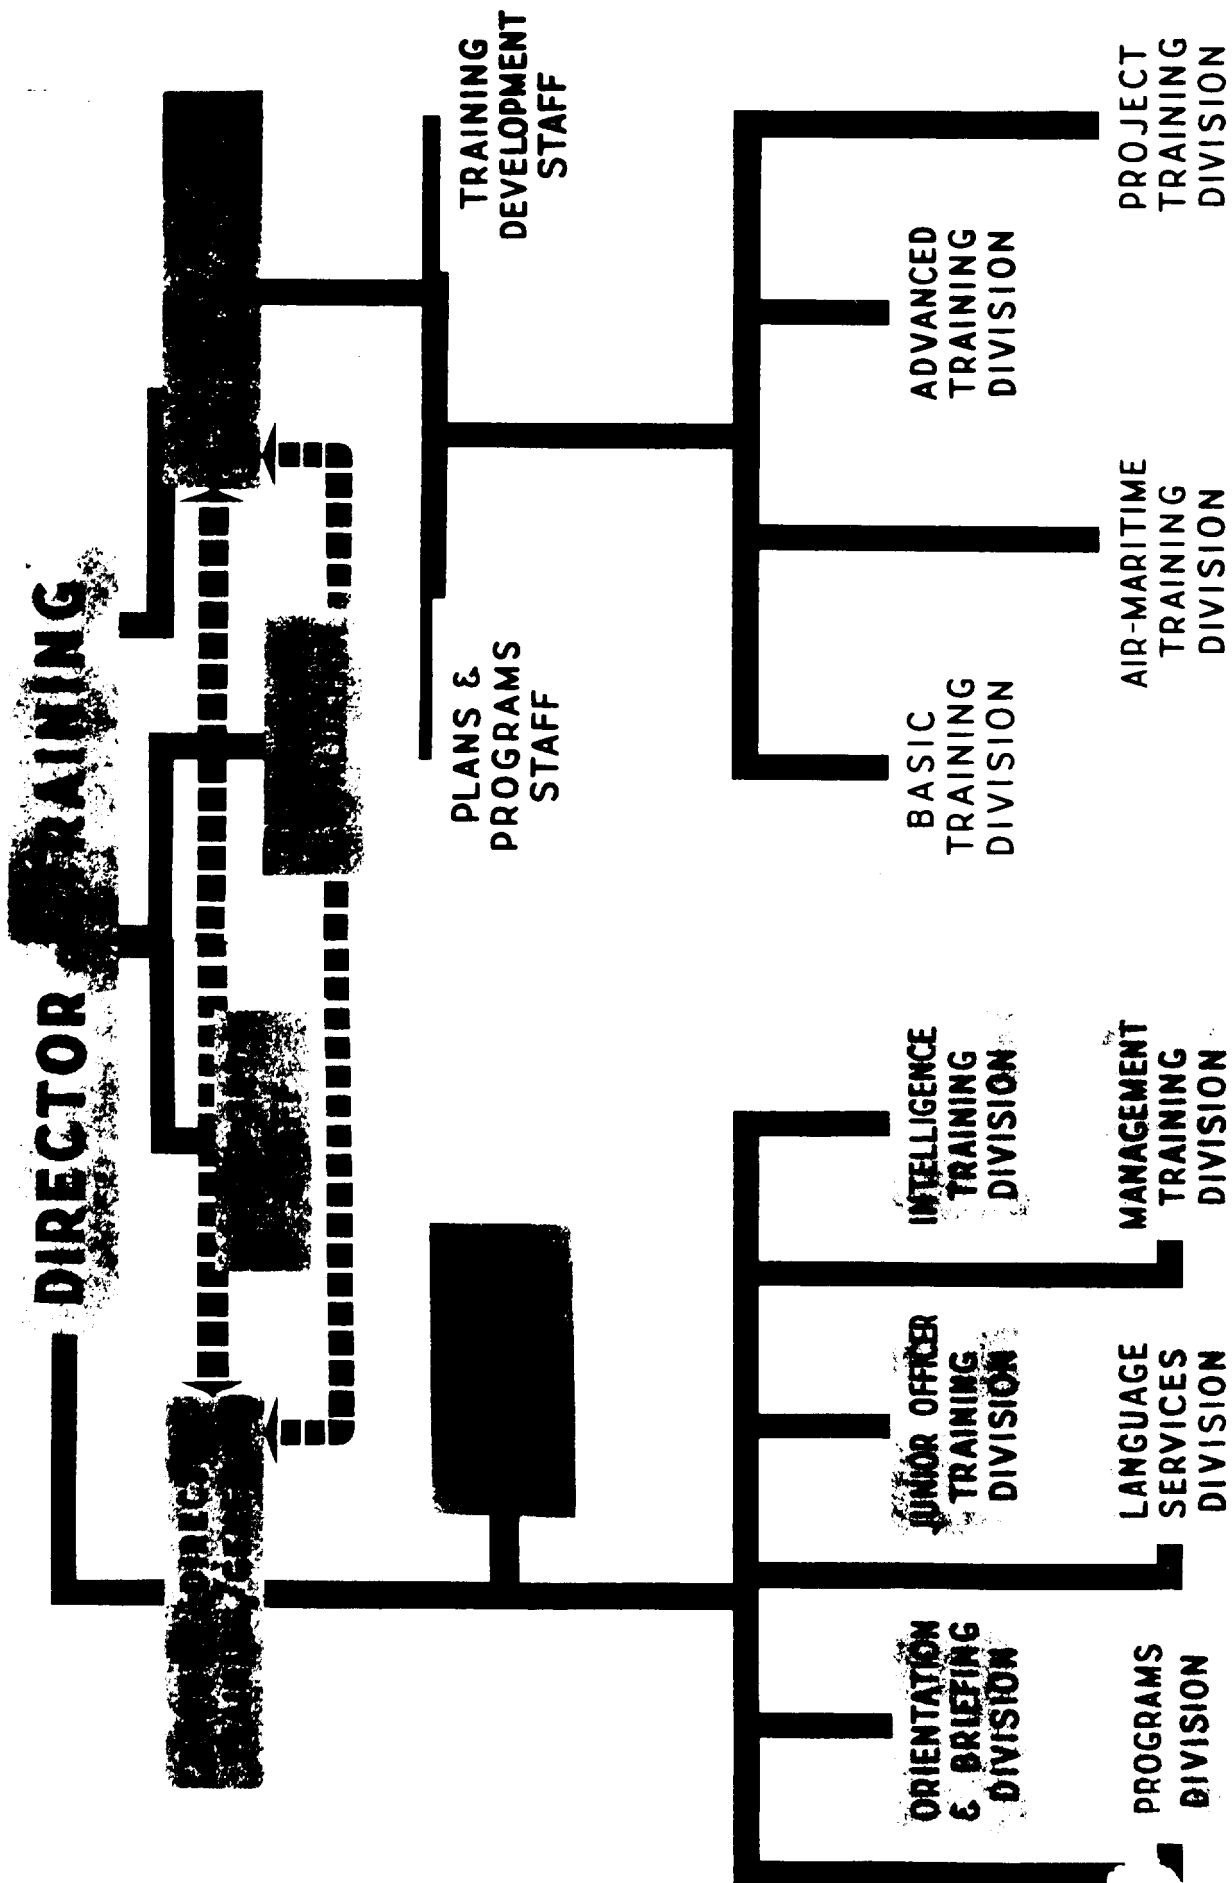 DIRECTOR
TRAINING
PLANS &
PROGRAMS
STAFF
TRAINING
DEVELOPMENT
STAFF
ORIENTATION
& BRIEFING
DIVISION
JUNIOR OFFICER
TRAINING
DIVISION
INTELLIGENCE
TRAINING
DIVISION
BASIC
TRAINING
DIVISION
ADVANCED
TRAINING
DIVISION
PROGRAMS
DIVISION
LANGUAGE
SERVICES
DIVISION
MANAGEMENT
TRAINING
DIVISION
AIR-MARITIME
TRAINING
DIVISION
PROJECT
TRAINING
DIVISION